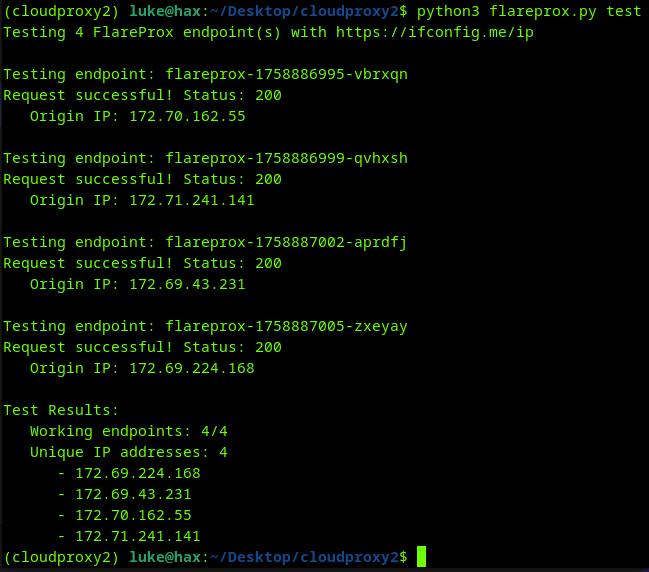 (cloudproxy2) luke@hax:~/Desktop/cloudproxy2$ python3 flareprox.py test
Testing 4 FlareProx endpoint(s) with https://ifconfig.me/ip
Testing endpoint: flareprox-1758886995-vbrxqn
Request successful! Status: 200
Origin IP: 172.70.162.55
Testing endpoint: flareprox-1758886999-qvhxsh
Request successful! Status: 200
Origin IP: 172.71.241.141
Testing endpoint: flareprox-1758887002-aprdfj
Request successful! Status: 200
Origin IP: 172.69.43.231
Testing endpoint: flareprox-1758887005-zxeyay
Request successful! Status: 200
Origin IP: 172.69.224.168
Test Results:
Working endpoints: 4/4
Unique IP addresses: 4
- 172.69.224.168
- 172.69.43.231
- 172.70.162.55
- 172.71.241.141
(cloudproxy2) luke@hax:~/Desktop/cloudproxy2$